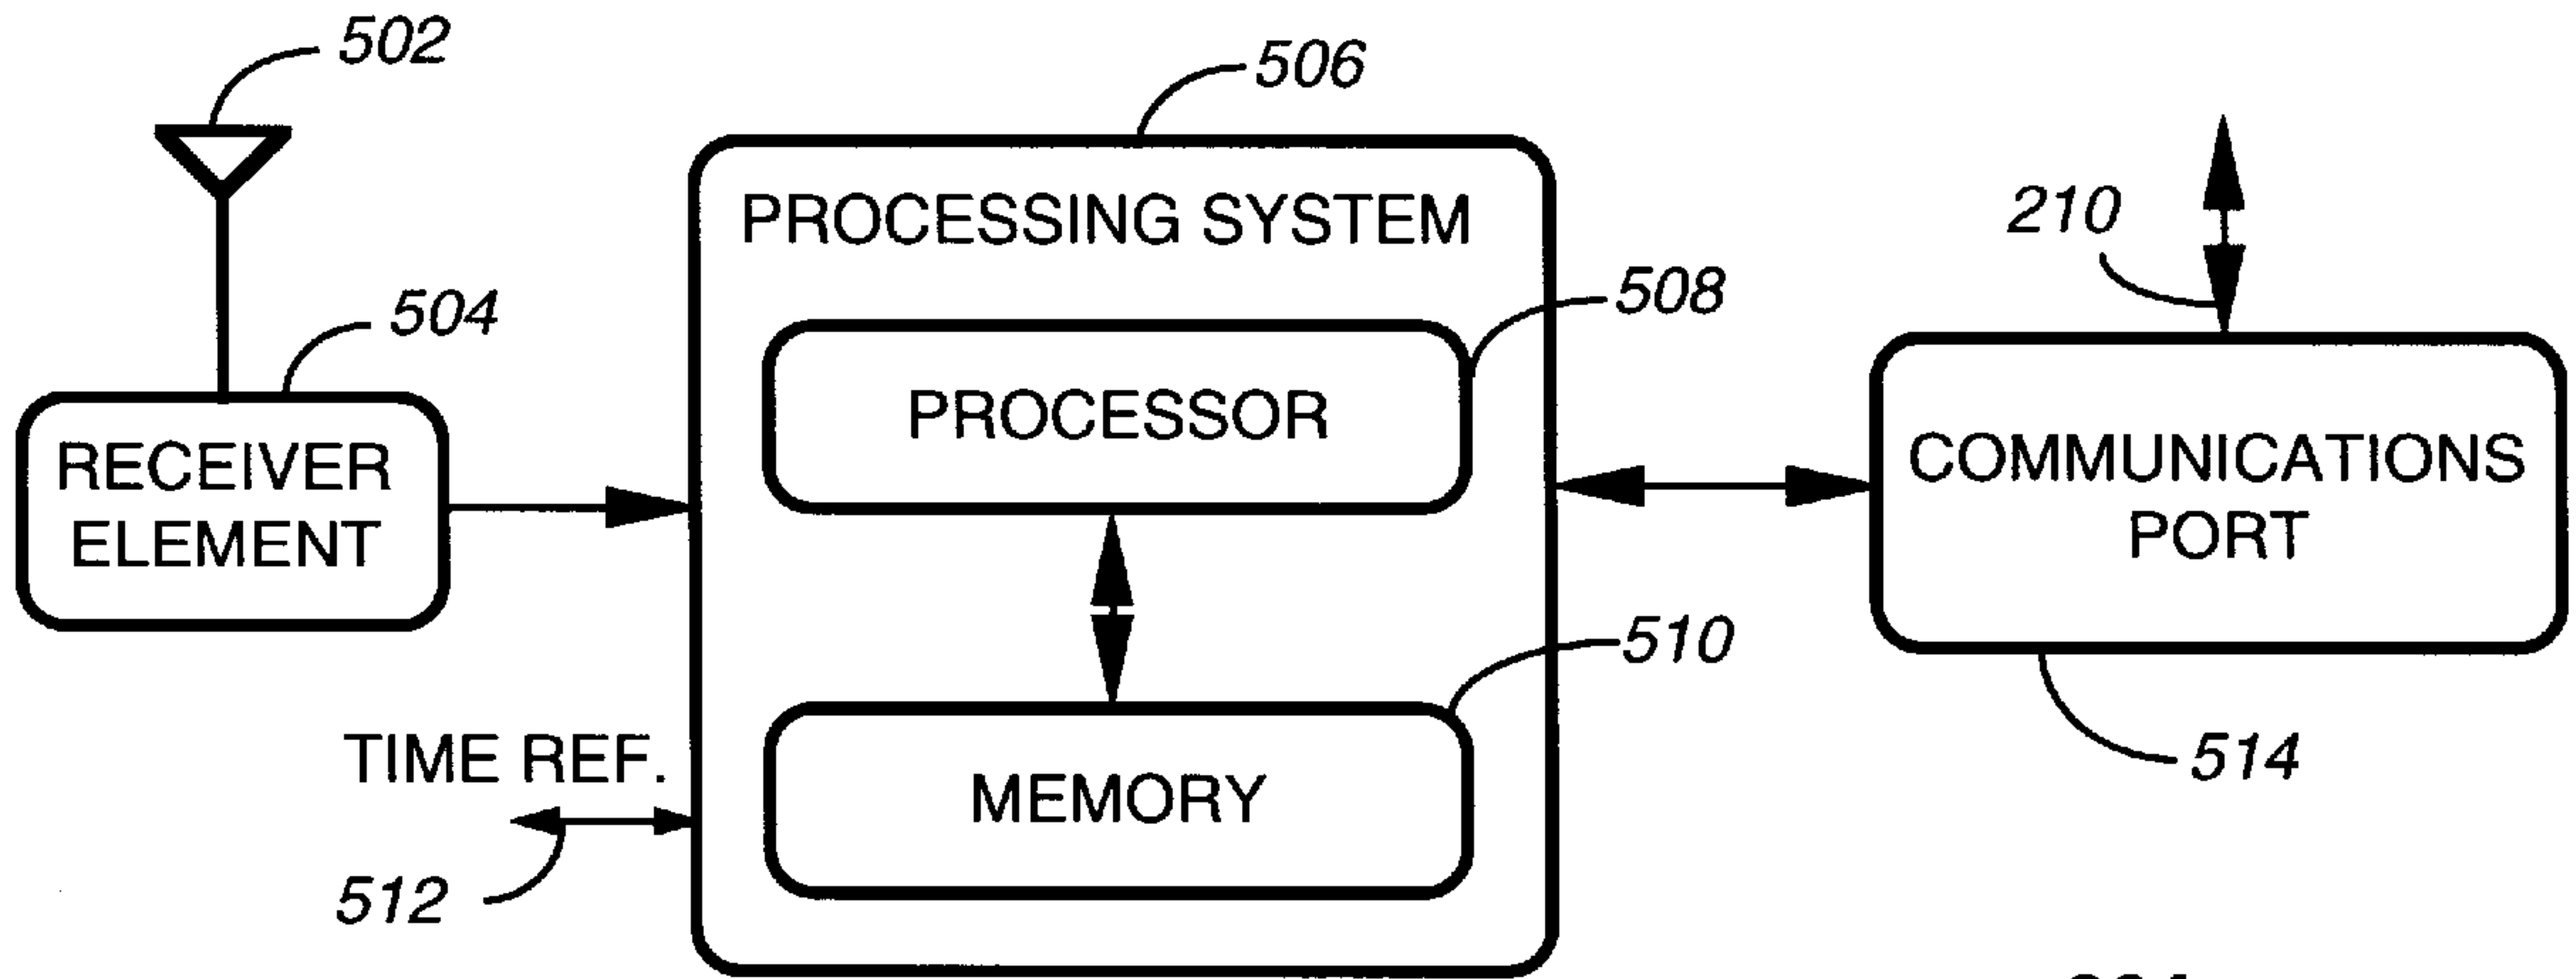 502
506
PROCESSING SYSTEM
210
504
508
RECEIVER
ELEMENT
PROCESSOR
COMMUNICATIONS
PORT
510
TIME REF.
MEMORY
514
512